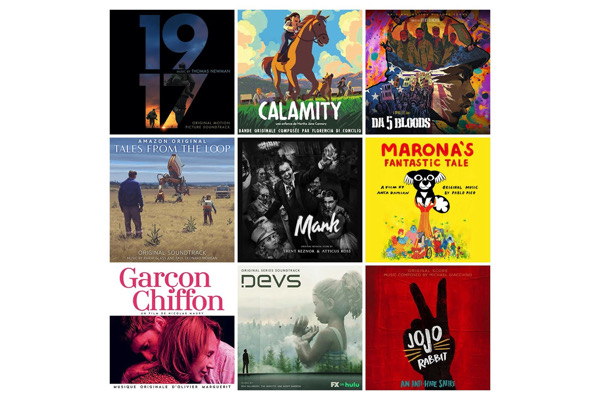 19
17
MUSIC BY THOMAS NEWMAN
ORIGINAL MOTION
PICTURE SOUNDTRACK
CALAMITY
BANDE ORIGINALE COMPOSÉE PAR FLORENCIA DI CONCILIO
DA 5 BLOODS
AMAZON ORIGINAL
TALES FROM THE LOOP
ORIGINAL SOUNDTRACK
Mank
TRENT REZNOR & ATTICUS ROSS
MARONA'S
FANTASTIC TALE
A FILM BY
ANCA DAMIAN
ORIGINAL MUSIC
BY PABLO PICO
Garçon
Chiffon
UN FILM DE NICOLAS MAURY
MUSIQUE ORIGINALE D'OLIVIER MARGUERIT
ORIGINAL SERIES SOUNDTRACK
DEVS
FX
hulu
ORIGINAL SCORE
MUSIC COMPOSED BY MICHAEL GIACCHINO
JOJO
RABBIT
AN ANTI-HATE SATIRE